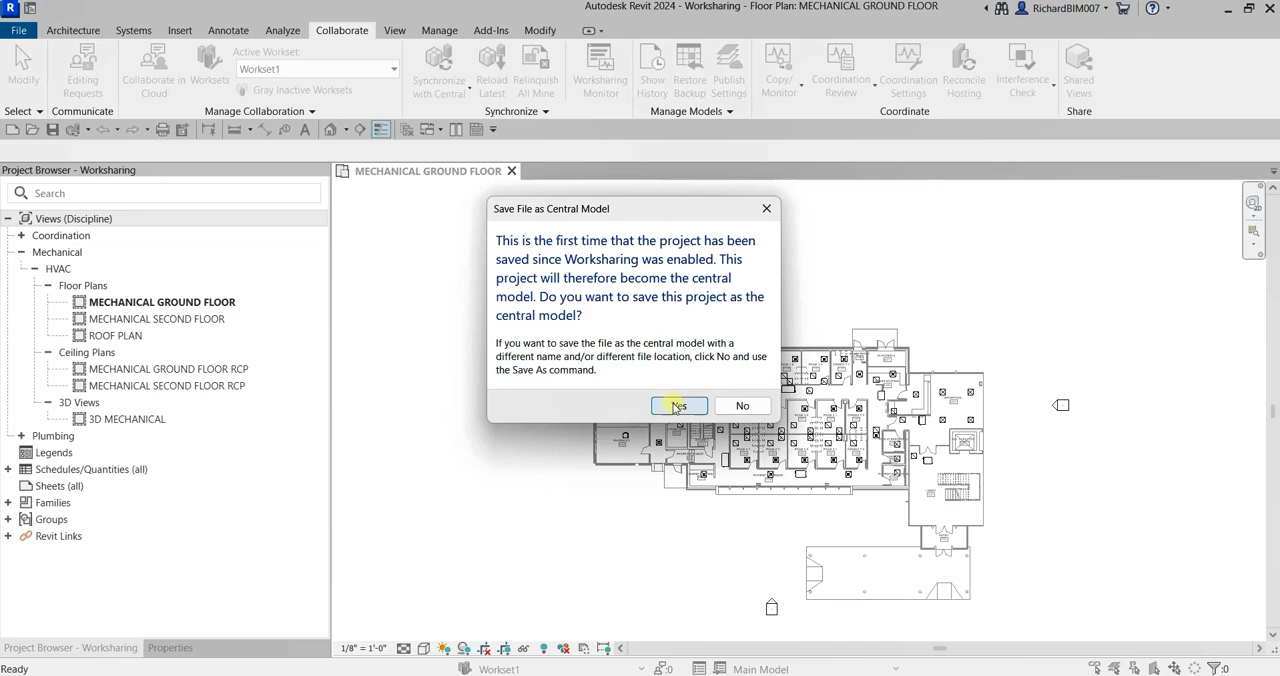 Autodesk Revit 2024 - Worksharing - Floor Plan: MECHANICAL GROUND FLOOR
RichardBIM007
File Architecture Systems Insert Annotate Analyze Collaborate View Manage Add-Ins Modify
Modify
Editing Requests
Collaborate in Cloud
Worksets
Active Workset:
Workset1
Gray Inactive Worksets
Synchronize with Central
Reload Latest
Relinquish All Mine
Worksharing Monitor
Show History
Restore Backup
Publish Settings
Copy/ Monitor
Coordination Review
Coordination Settings
Reconcile Hosting
Interference Check
Shared Views
Select Communicate Manage Collaboration Synchronize Manage Models Coordinate Share
Project Browser - Worksharing
MECHANICAL GROUND FLOOR
Search
Views (Discipline)
Coordination
Mechanical
HVAC
Floor Plans
MECHANICAL GROUND FLOOR
MECHANICAL SECOND FLOOR
ROOF PLAN
Ceiling Plans
MECHANICAL GROUND FLOOR RCP
MECHANICAL SECOND FLOOR RCP
3D Views
3D MECHANICAL
Plumbing
Legends
Schedules/Quantities (all)
Sheets (all)
Families
Groups
Revit Links
Save File as Central Model
This is the first time that the project has been
saved since Worksharing was enabled. This
project will therefore become the central
model. Do you want to save this project as the
central model?
If you want to save the file as the central model with a
different name and/or different file location, click No and use
the Save As command.
Yes No
Project Browser - Worksharing Properties
1/8" = 1'-0"
Ready
Workset1
:0
Main Model
:0